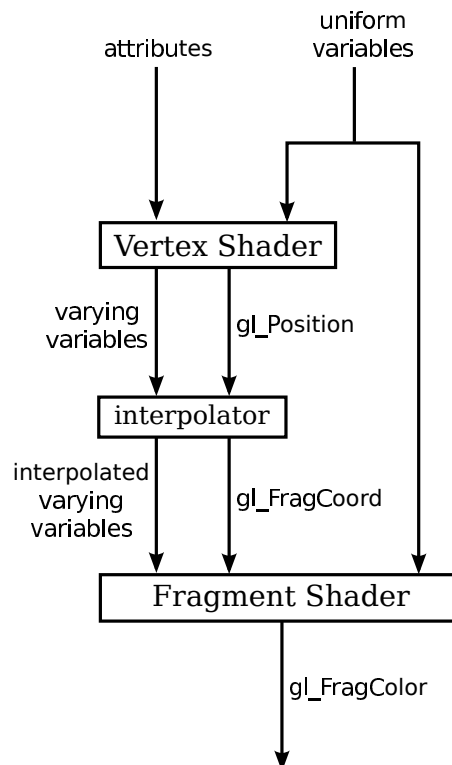 uniform
variables
attributes
Vertex Shader
varying
variables
gl_Position
interpolator
interpolated
varying
variables
gl_FragCoord
Fragment Shader
gl_FragColor